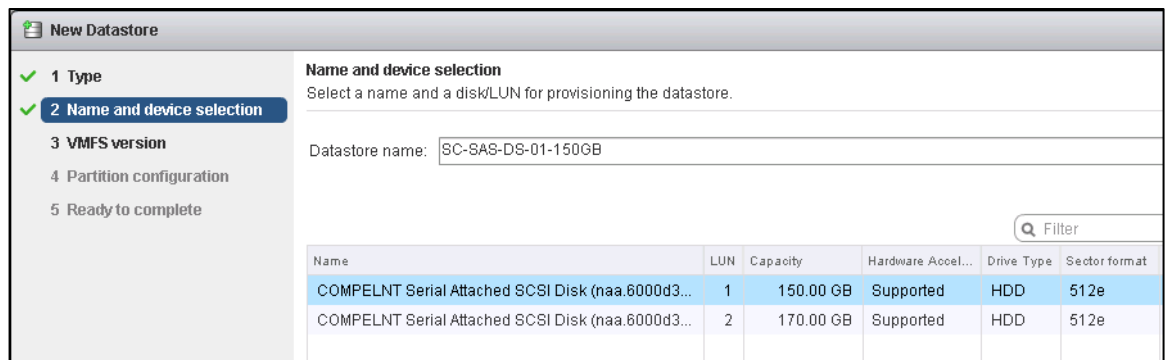 New Datastore
1 Type
2 Name and device selection
3 VMFS version
4 Partition configuration
5 Ready to complete
Name and device selection
Select a name and a disk/LUN for provisioning the datastore.
Datastore name: SC-SAS-DS-01-150GB
Filter
Name LUN Capacity Hardware Accel... Drive Type Sector format
COMPELNT Serial Attached SCSI Disk (naa.6000d3... 1 150.00 GB Supported HDD 512e
COMPELNT Serial Attached SCSI Disk (naa.6000d3... 2 170.00 GB Supported HDD 512e